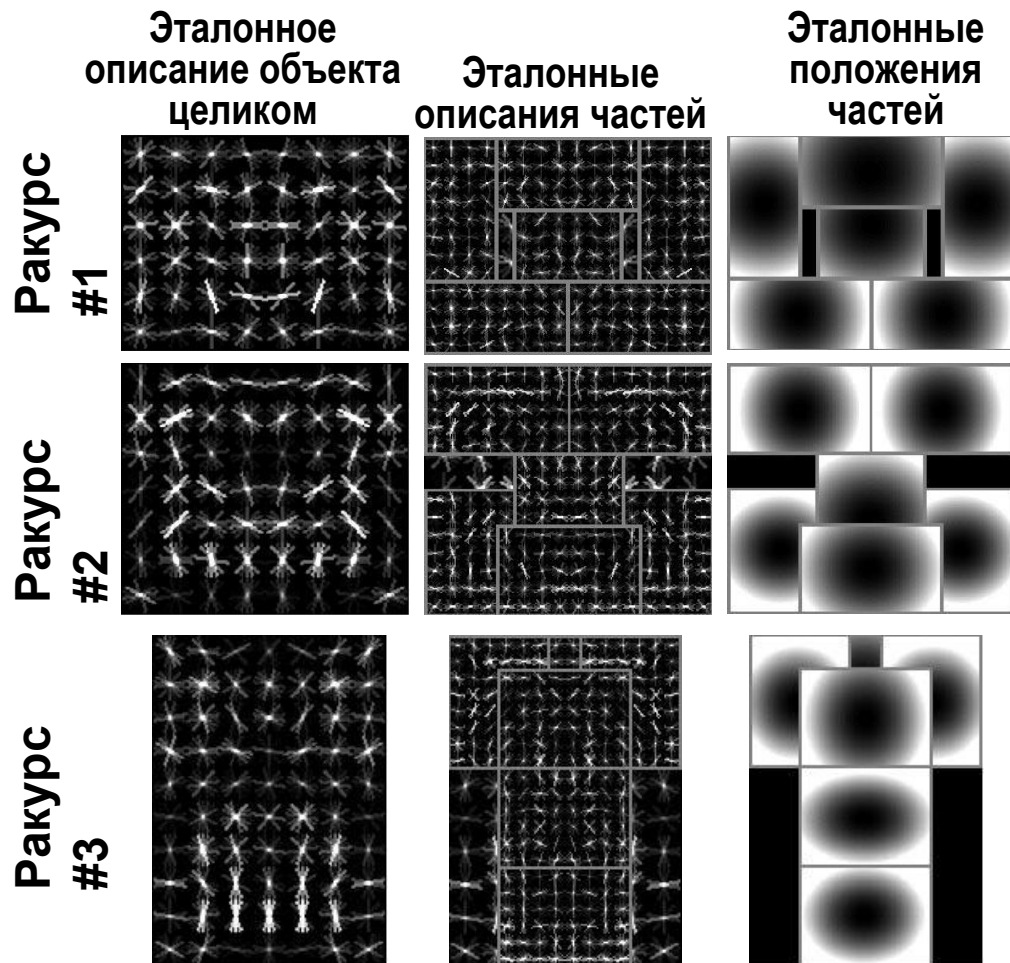 Эталонное
описание объекта
целиком
Эталонные
описания частей
Эталонные
положения
частей
Ракурс
#1
Ракурс
#2
Ракурс
#3